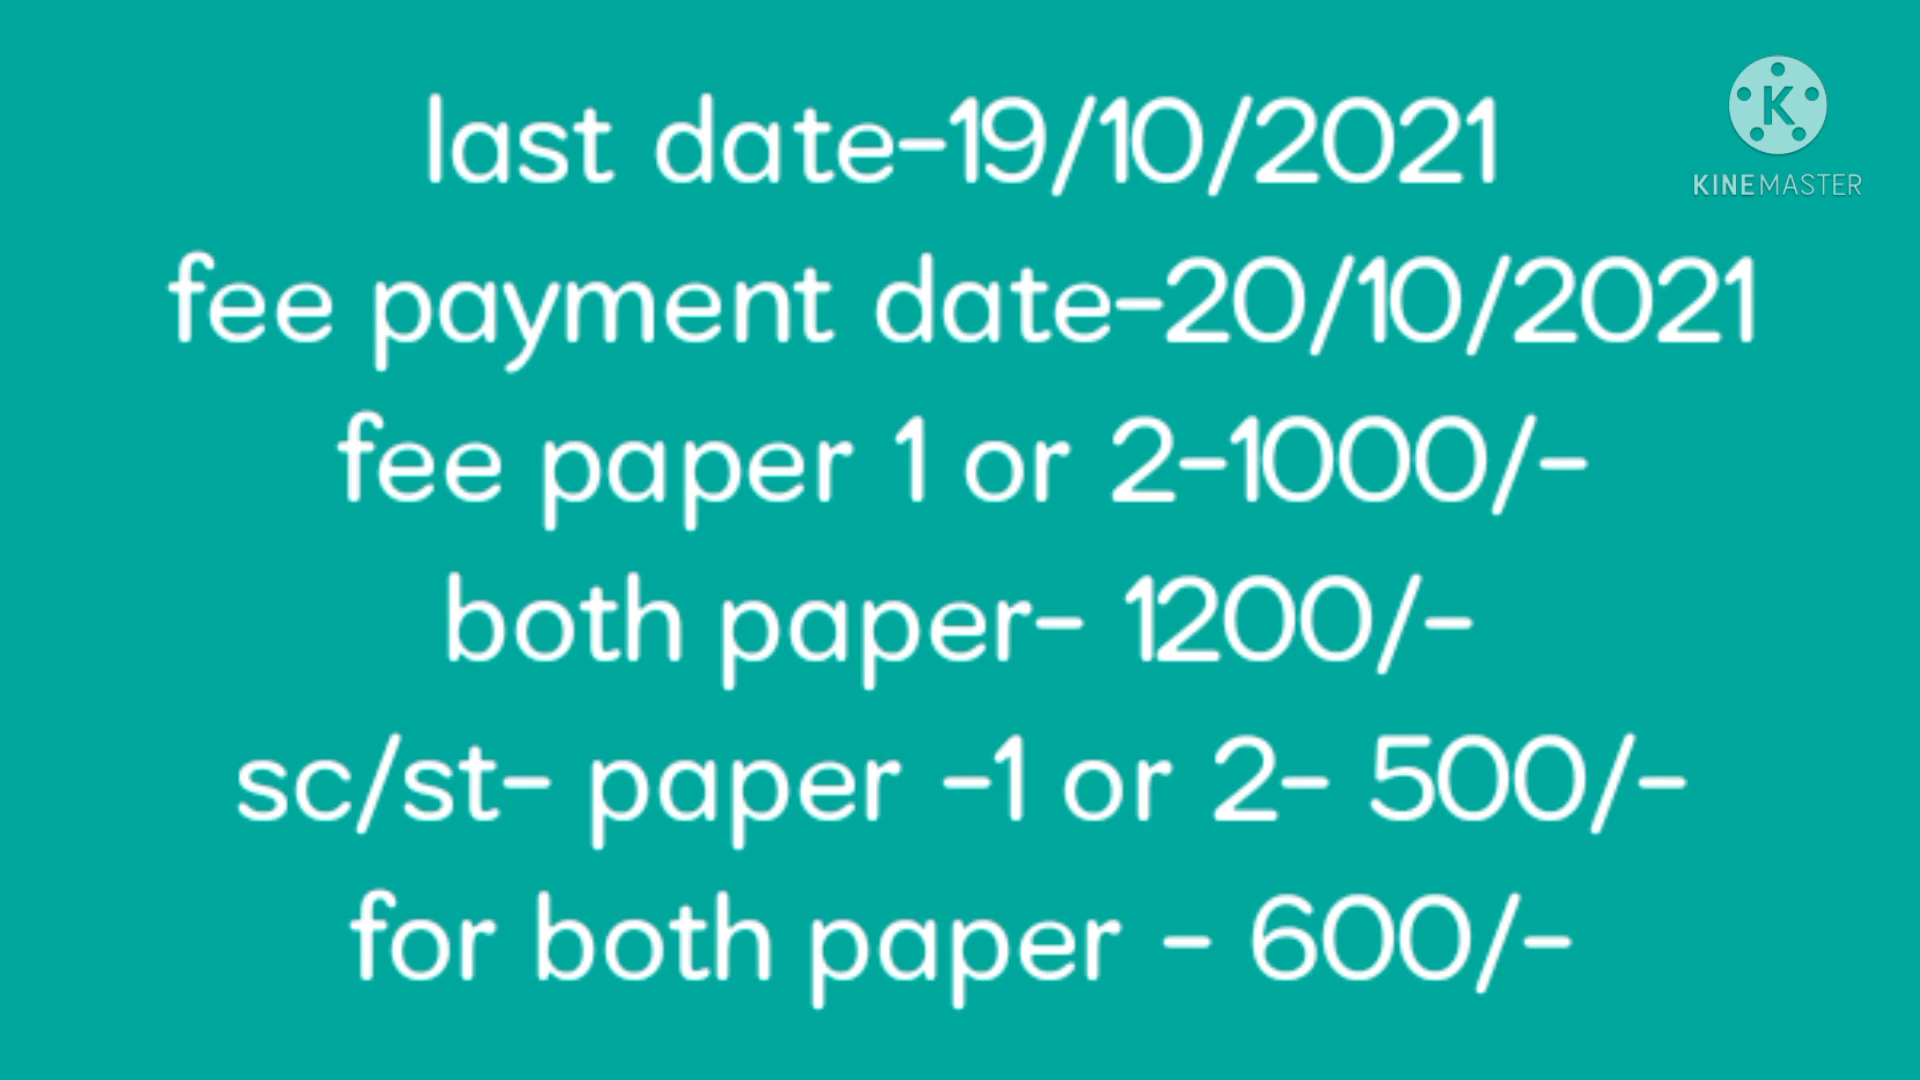 last date-19/10/2021
KINEMASTER
fee payment date-20/10/2021
fee paper 1 or 2-1000/-
both paper- 1200/-
sc/st- paper -1 or 2- 500/-
for both paper - 600/-